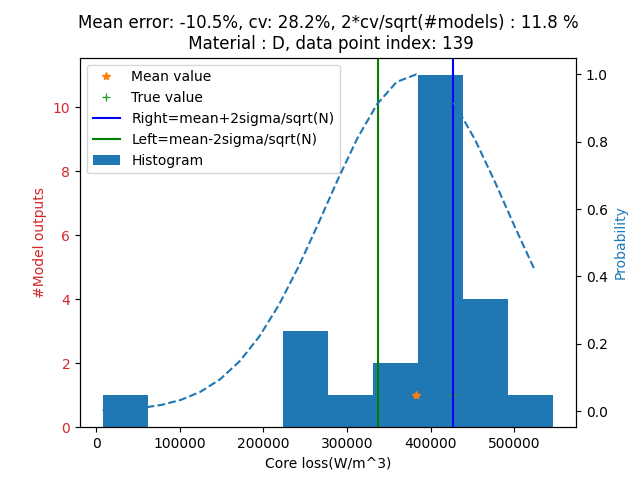 Mean error: -10.5%, cv: 28.2%, 2*cv/sqrt(#models) : 11.8 %
Material : D, data point index: 139
Mean value
True value
Right=mean+2sigma/sqrt(N)
Left=mean-2sigma/sqrt(N)
Histogram
#Model outputs
10
8
6
4
2
0
1.0
0.8
0.6
0.4
0.2
0.0
Probability
0 100000 200000 300000 400000 500000
Core loss(W/m^3)